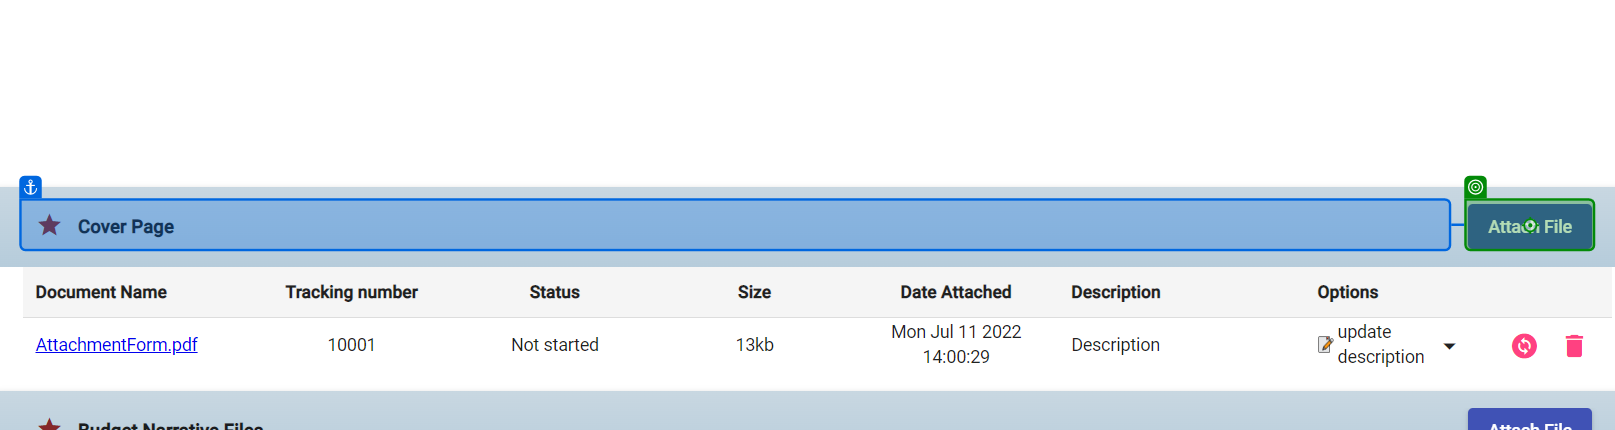 Cover Page
Attach File
Document Name Tracking number Status Size Date Attached Description Options
AttachmentForm.pdf 10001 Not started 13kb Mon Jul 11 2022 14:00:29 Description update description
Budget Narrative Files
Attach File